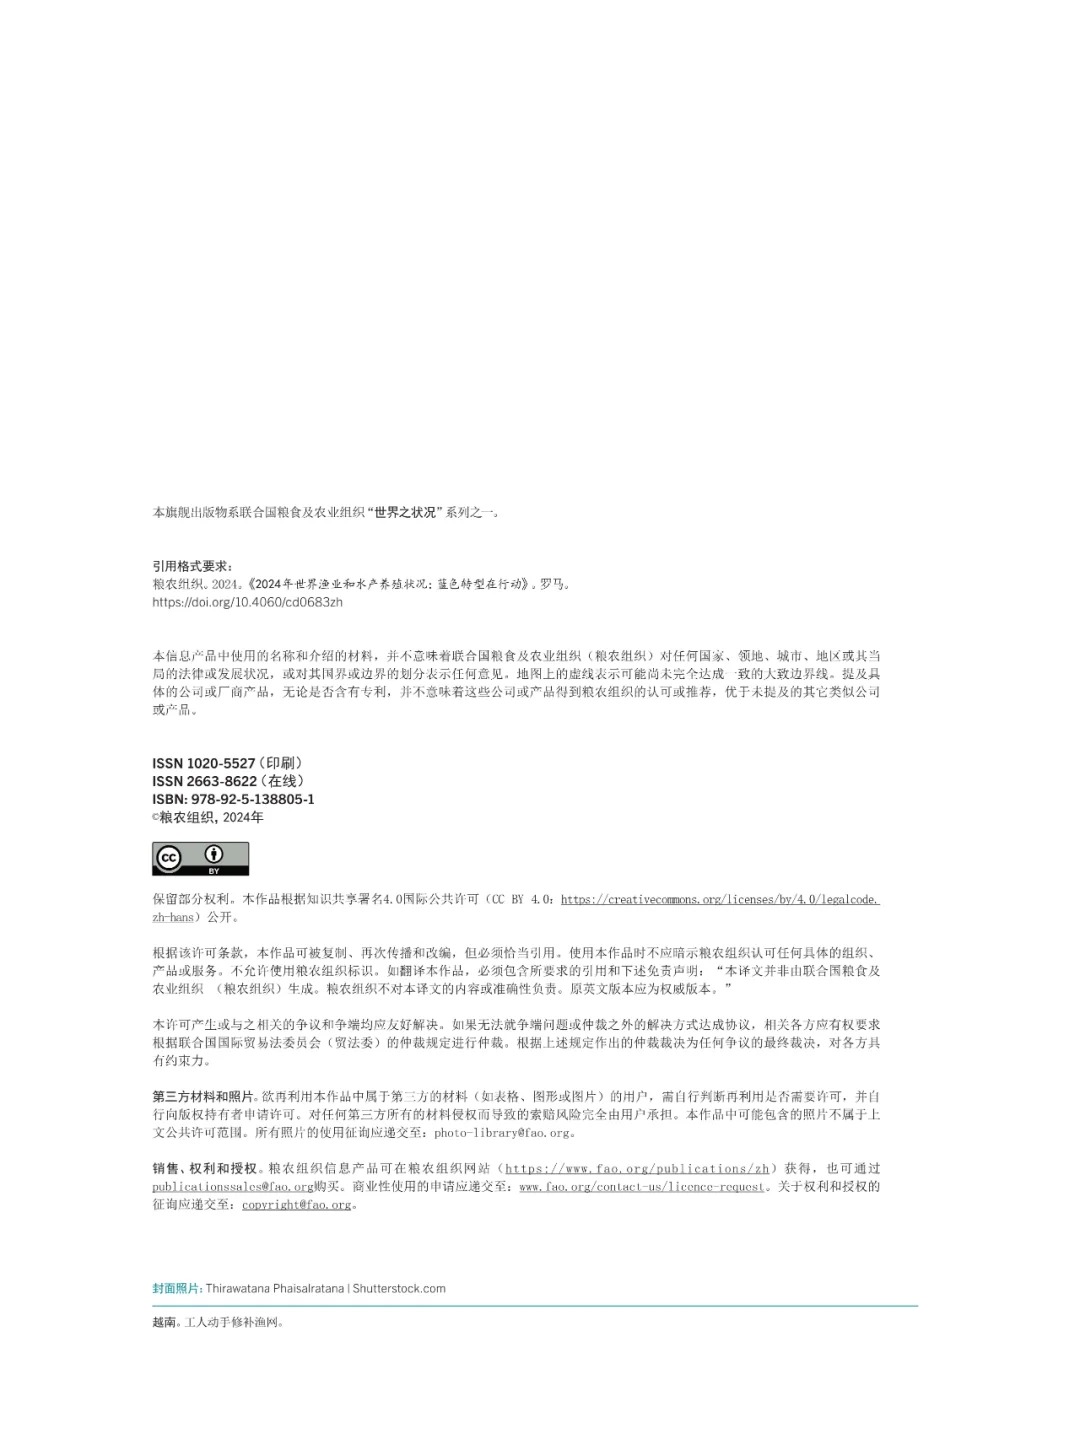 本旗舰出版物系联合国粮食及农业组织“世界之状况”系列之一。
引用格式要求：
粮农组织。2024。《2024年世界渔业和水产养殖状况：蓝色转型在行动》。罗马。
https://doi.org/10.4060/cd0683zh
本信息产品中使用的名称和介绍的材料，并不意味着联合国粮食及农业组织（粮农组织）对任何国家、领地、城市、地区或其当
局的法律或发展状况，或对其国界或边界的划分表示任何意见。地图上的虚线表示可能尚未完全达成一致的大致边界线。提及具
体的公司或厂商产品，无论是否含有专利，并不意味着这些公司或产品得到粮农组织的认可或推荐，优于未提及的其它类似公司
或产品。
ISSN 1020-5527（印刷）
ISSN 2663-8622（在线）
ISBN: 978-92-5-138805-1
©粮农组织，2024年
CC BY
保留部分权利。本作品根据知识共享署名4.0国际公共许可（CC BY 4.0：https://creativecommons.org/licenses/by/4.0/legalcode.
zh-hans）公开。
根据该许可条款，本作品可被复制、再次传播和改编，但必须恰当引用。使用本作品时不应暗示粮农组织认可任何具体的组织、
产品或服务。不允许使用粮农组织标识。如翻译本作品，必须包含所要求的引用和下述免责声明：“本译文并非由联合国粮食及
农业组织 （粮农组织）生成。粮农组织不对本译文的内容或准确性负责。原英文版本应为权威版本。”
本许可产生或与之相关的争议和争端均应友好解决。如果无法就争端问题或仲裁之外的解决方式达成协议，相关各方应有权要求
根据联合国国际贸易法委员会（贸法委）的仲裁规定进行仲裁。根据上述规定作出的仲裁裁决为任何争议的最终裁决，对各方具
有约束力。
第三方材料和照片。欲再利用本作品中属于第三方的材料（如表格、图形或图片）的用户，需自行判断再利用是否需要许可，并自
行向版权持有者申请许可。对任何第三方所有的材料侵权而导致的索赔风险完全由用户承担。本作品中可能包含的照片不属于上
文公共许可范围。所有照片的使用征询应递交至：photo-library@fao.org。
销售、权利和授权。粮农组织信息产品可在粮农组织网站（https://www.fao.org/publications/zh）获得，也可通过
publicationssales@fao.org购买。商业性使用的申请应递交至：www.fao.org/contact-us/licence-request。关于权利和授权的
征询应递交至：copyright@fao.org。
封面照片：Thirawatana Phaisalratana | Shutterstock.com
越南。工人动手修补渔网。